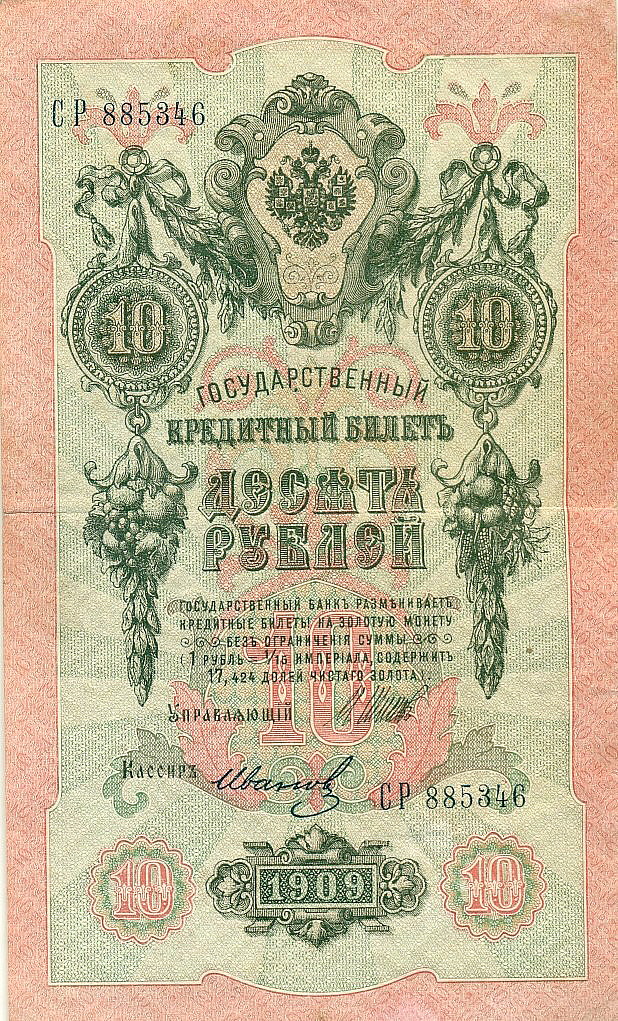 СР 885346
10 10
ГОСУДАРСТВЕННЫЙ
КРЕДИТНЫЙ БИЛЕТЪ
ДЕСЯТЬ
РУБЛЕЙ
ГОСУДАРСТВЕННЫЙ БАНКЪ РАЗМѢНИВАЕТЪ
КРЕДИТНЫЕ БИЛЕТЫ НА ЗОЛОТУЮ МОНЕТУ
БЕЗЪ ОГРАНИЧЕНІЯ СУММЫ
(1 РУБЛЬ = 1/15 ИМПЕРІАЛА, СОДЕРЖИТЪ
17,424 ДОЛЕЙ ЧИСТАГО ЗОЛОТА)
10
Управляющій
Кассиръ Иванов
СР 885346
10 1909 10